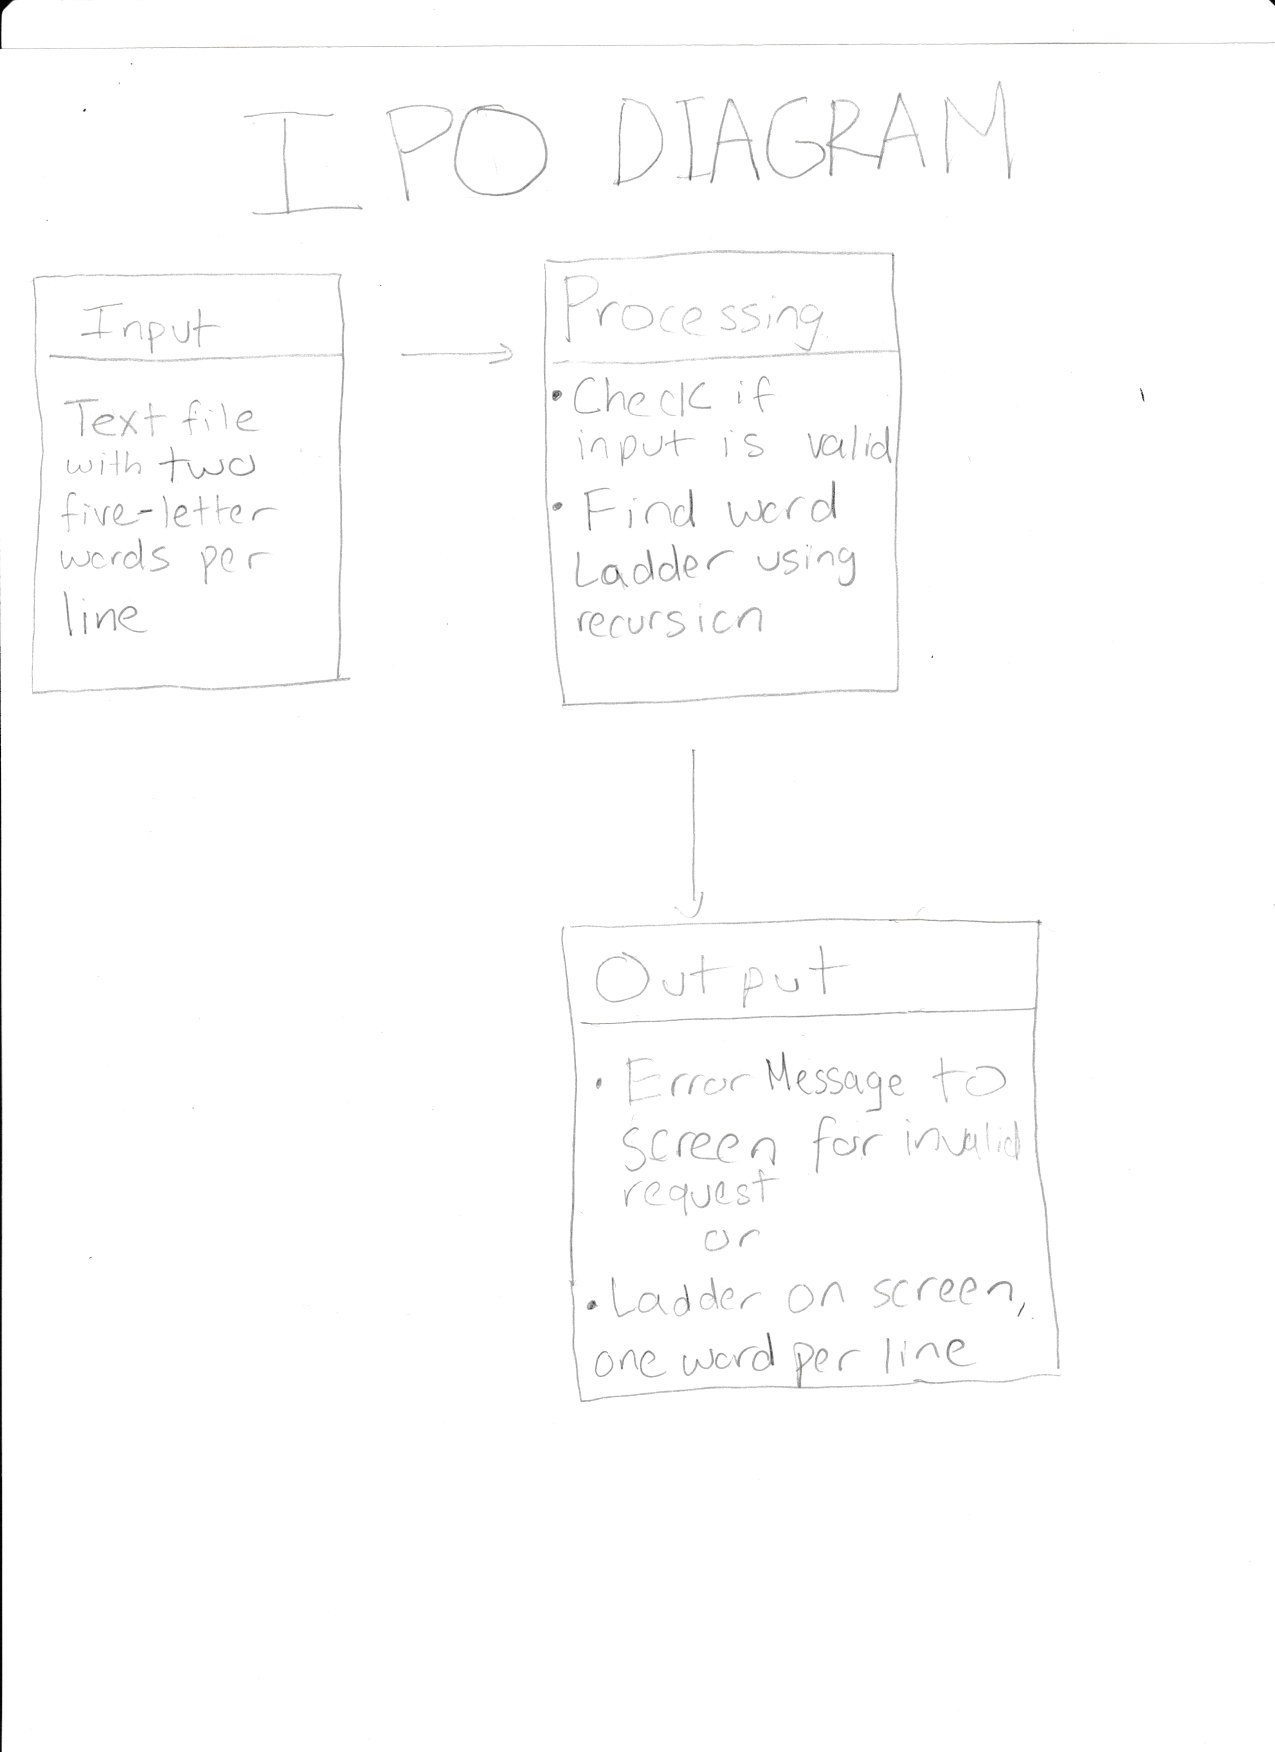 IPO DIAGRAM
Input
Text file
with two
five-letter
words per
line
Processing
• Check if
input is valid
• Find word
Ladder using
recursion
Output
• Error Message to
screen for invalid
request
or
• Ladder on screen,
one word per line